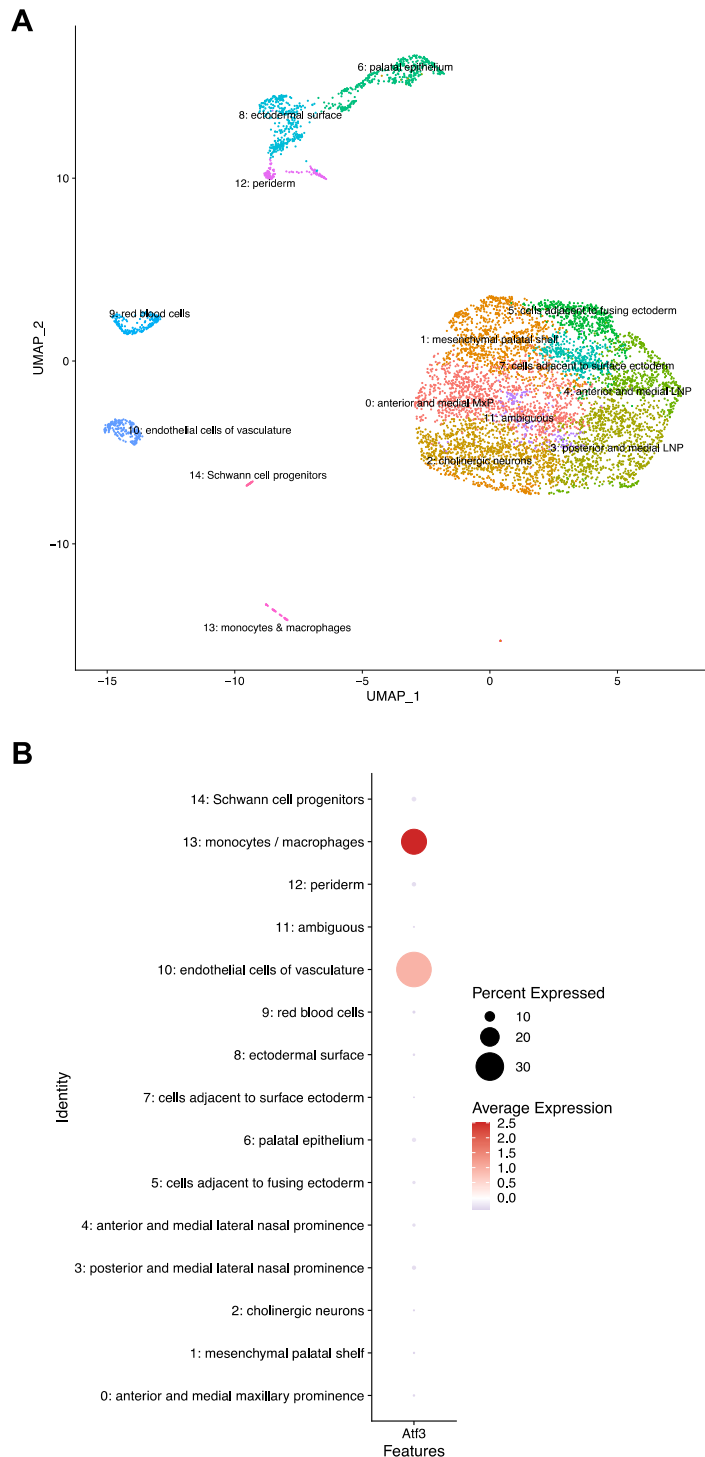 A
6: palatal epithelium
8: ectodermal surface
12: periderm
10
9: red blood cells
5: cells adjacent to fusing ectoderm
1: mesenchymal palatal shelf
UMAP_2
0
7: cells adjacent to surface ectoderm
4: anterior and medial LNP
0: anterior and medial MxP
11: ambiguous
10: endothelial cells of vasculature
3: posterior and medial LNP
2: cholinergic neurons
14: Schwann cell progenitors
−10
13: monocytes & macrophages
−15 −10 −5 0 5
UMAP_1
B
14: Schwann cell progenitors
13: monocytes / macrophages
12: periderm
11: ambiguous
10: endothelial cells of vasculature
9: red blood cells
8: ectodermal surface
7: cells adjacent to surface ectoderm
6: palatal epithelium
5: cells adjacent to fusing ectoderm
4: anterior and medial lateral nasal prominence
3: posterior and medial lateral nasal prominence
2: cholinergic neurons
1: mesenchymal palatal shelf
0: anterior and medial maxillary prominence
Identity
Atf3
Features
Percent Expressed
10
20
30
Average Expression
2.5
2.0
1.5
1.0
0.5
0.0